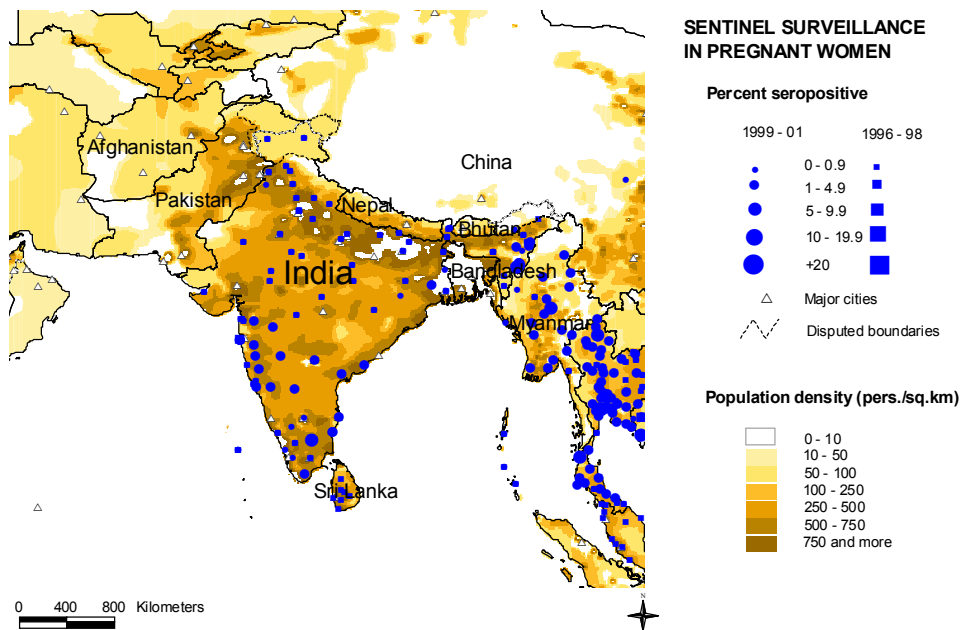 SENTINEL SURVEILLANCE
IN PREGNANT WOMEN
Percent seropositive
1999 - 01 1996 - 98
0 - 0.9
1 - 4.9
5 - 9.9
10 - 19.9
+20
Major cities
Disputed boundaries
Population density (pers./sq.km)
0 - 10
10 - 50
50 - 100
100 - 250
250 - 500
500 - 750
750 and more
Afghanistan
China
Pakistan
Nepal
Bhutan
India
Bangladesh
Myanmar
Sri Lanka
0 400 800 Kilometers
N